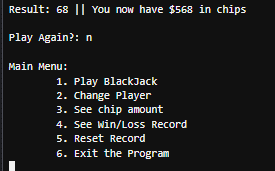 Result: 68 || You now have $568 in chips
Play Again?: n
Main Menu:
1. Play BlackJack
2. Change Player
3. See chip amount
4. See Win/Loss Record
5. Reset Record
6. Exit the Program